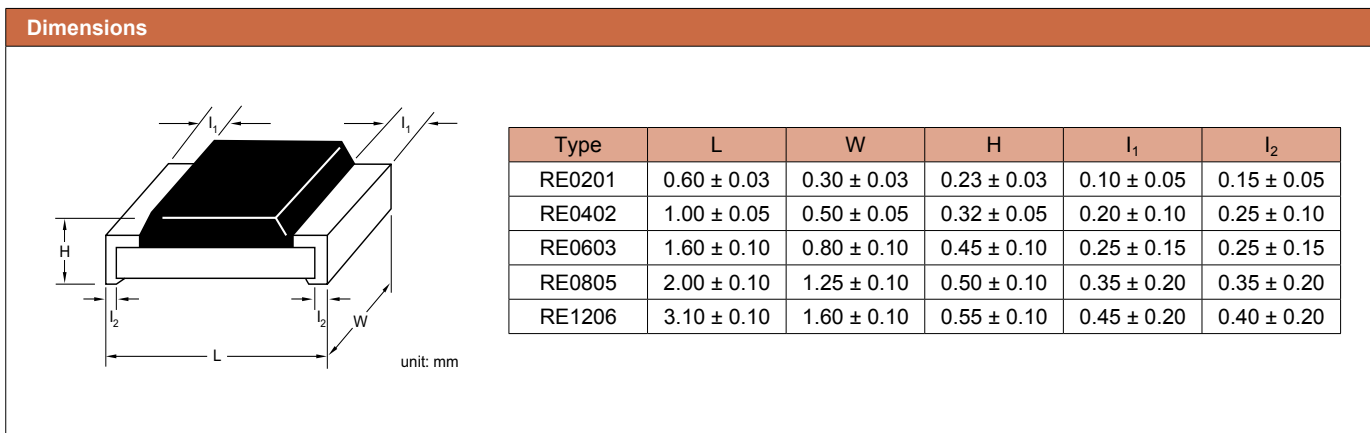 Dimensions
l₁ l₁
H
l₂ l₂ W
L
unit: mm
Type L W H l₁ l₂
RE0201 0.60 ± 0.03 0.30 ± 0.03 0.23 ± 0.03 0.10 ± 0.05 0.15 ± 0.05
RE0402 1.00 ± 0.05 0.50 ± 0.05 0.32 ± 0.05 0.20 ± 0.10 0.25 ± 0.10
RE0603 1.60 ± 0.10 0.80 ± 0.10 0.45 ± 0.10 0.25 ± 0.15 0.25 ± 0.15
RE0805 2.00 ± 0.10 1.25 ± 0.10 0.50 ± 0.10 0.35 ± 0.20 0.35 ± 0.20
RE1206 3.10 ± 0.10 1.60 ± 0.10 0.55 ± 0.10 0.45 ± 0.20 0.40 ± 0.20